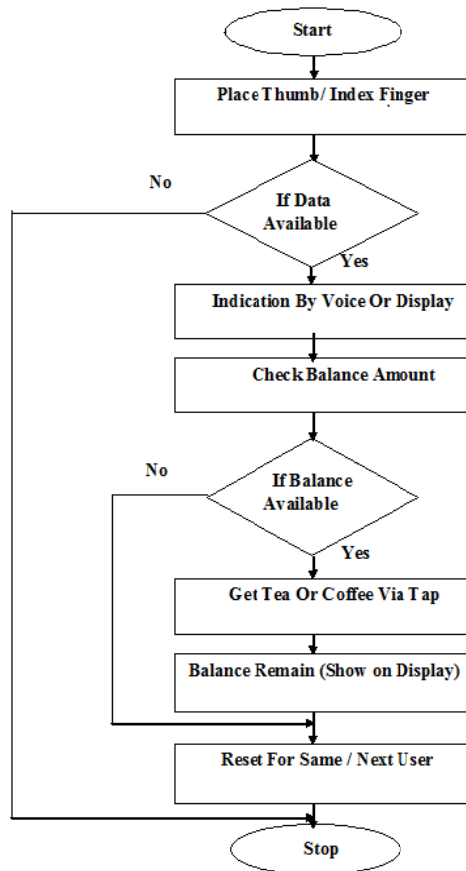 Start
Place Thumb/ Index Finger
No
If Data
Available
Yes
Indication By Voice Or Display
Check Balance Amount
No
If Balance
Available
Yes
Get Tea Or Coffee Via Tap
Balance Remain (Show on Display)
Reset For Same / Next User
Stop